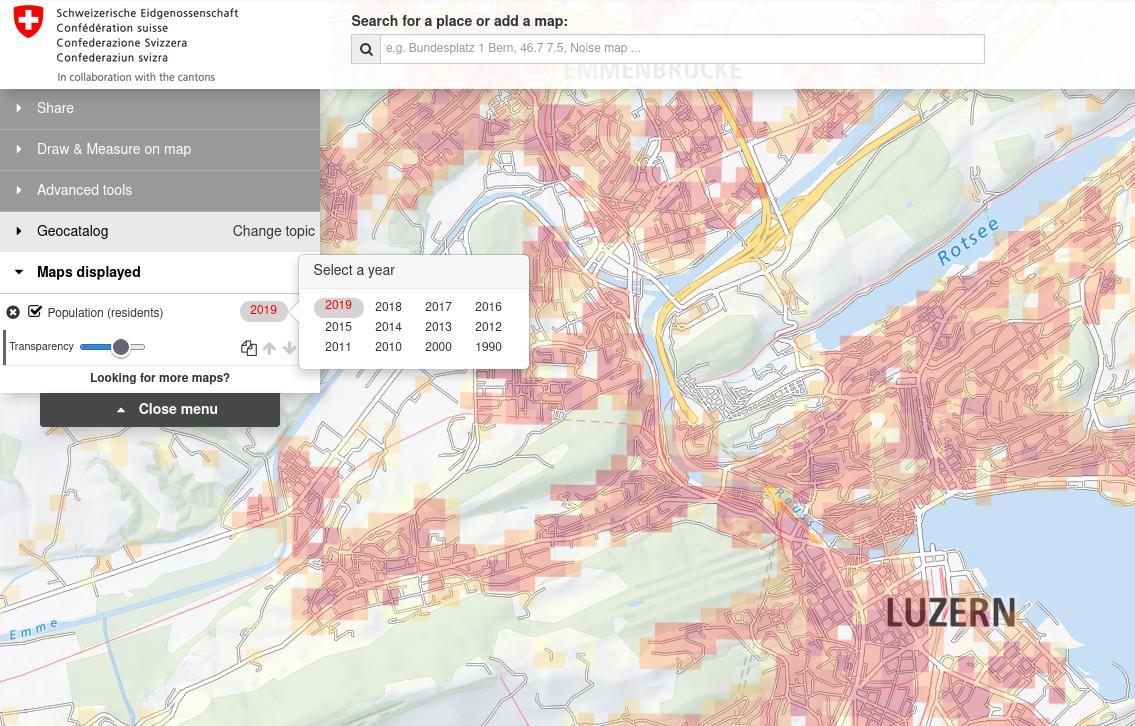 Schweizerische Eidgenossenschaft
Confédération suisse
Confederazione Svizzera
Confederaziun svizra
In collaboration with the cantons
Search for a place or add a map:
e.g. Bundesplatz 1 Bern, 46.7 7.5, Noise map ...
EMMENBRÜCKE
Share
Draw & Measure on map
Advanced tools
Geocatalog Change topic
Maps displayed
Population (residents) 2019
Transparency
Looking for more maps?
Close menu
Select a year
2019 2018 2017 2016
2015 2014 2013 2012
2011 2010 2000 1990
Rotsee
Reuss
LUZERN
Emme